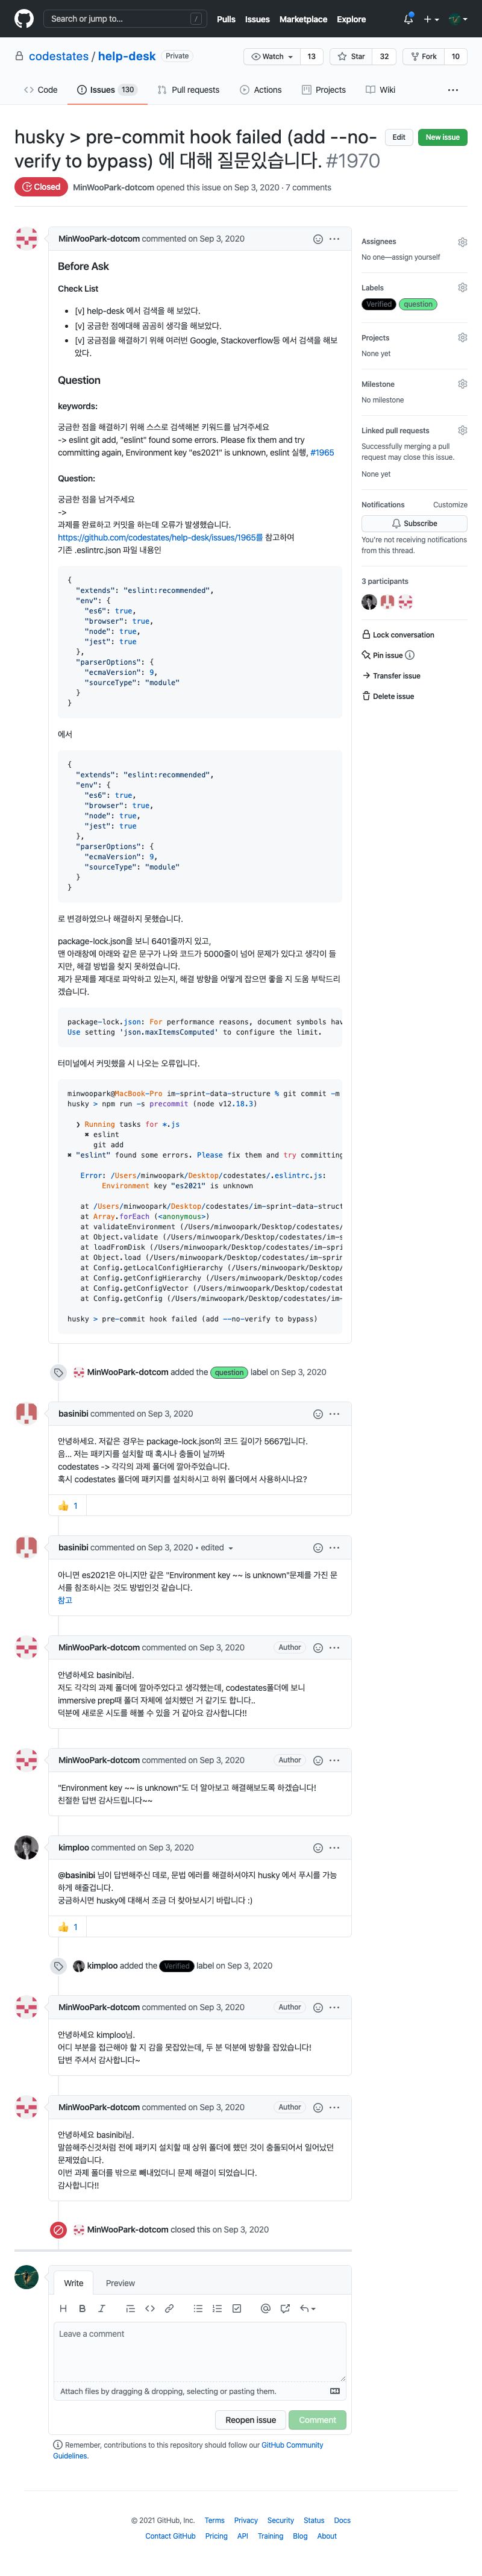 Search or jump to...
/
Pulls Issues Marketplace Explore
codestates / help-desk Private
Watch 13 Star 32 Fork 10
Code Issues 130 Pull requests Actions Projects Wiki
husky > pre-commit hook failed (add --no-
verify to bypass) 에 대해 질문있습니다. #1970
Edit New issue
Closed MinWooPark-dotcom opened this issue on Sep 3, 2020 · 7 comments
MinWooPark-dotcom commented on Sep 3, 2020
Before Ask
Check List
[v] help-desk 에서 검색을 해 보았다.
[v] 궁금한 점에대해 곰곰히 생각을 해보았다.
[v] 궁금점을 해결하기 위해 여러번 Google, Stackoverflow등 에서 검색을 해보
았다.
Question
keywords:
궁금한 점을 해결하기 위해 스스로 검색해본 키워드를 남겨주세요
-> eslint git add, "eslint" found some errors. Please fix them and try
committing again, Environment key "es2021" is unknown, eslint 실행, #1965
Question:
궁금한 점을 남겨주세요
->
과제를 완료하고 커밋을 하는데 오류가 발생했습니다.
https://github.com/codestates/help-desk/issues/1965를 참고하여
기존 .eslintrc.json 파일 내용인
{
"extends": "eslint:recommended",
"env": {
"es6": true,
"browser": true,
"node": true,
"jest": true
},
"parserOptions": {
"ecmaVersion": 9,
"sourceType": "module"
}
}
에서
{
"extends": "eslint:recommended",
"env": {
"es6": true,
"browser": true,
"node": true,
"jest": true
},
"parserOptions": {
"ecmaVersion": 9,
"sourceType": "module"
}
}
로 변경하였으나 해결하지 못했습니다.
package-lock.json을 보니 6401줄까지 있고,
맨 아래창에 아래와 같은 문구가 나와 코드가 5000줄이 넘어 문제가 있다고 생각이 들
지만, 해결 방법을 찾지 못하였습니다.
제가 문제를 제대로 파악하고 있는지, 해결 방향을 어떻게 잡으면 좋을 지 도움 부탁드리
겠습니다.
package-lock.json: For performance reasons, document symbols hav
Use setting 'json.maxItemsComputed' to configure the limit.
터미널에서 커밋했을 시 나오는 오류입니다.
minwoopark@MacBook-Pro im-sprint-data-structure % git commit -m
husky > npm run -s precommit (node v12.18.3)
❯ Running tasks for *.js
✖ eslint
git add
✖ "eslint" found some errors. Please fix them and try committing
Error: /Users/minwoopark/Desktop/codestates/.eslintrc.js:
Environment key "es2021" is unknown
at /Users/minwoopark/Desktop/codestates/im-sprint-data-struct
at Array.forEach (<anonymous>)
at validateEnvironment (/Users/minwoopark/Desktop/codestates/
at Object.validate (/Users/minwoopark/Desktop/codestates/im-s
at loadFromDisk (/Users/minwoopark/Desktop/codestates/im-spri
at Object.load (/Users/minwoopark/Desktop/codestates/im-sprin
at Config.getLocalConfigHierarchy (/Users/minwoopark/Desktop/
at Config.getConfigHierarchy (/Users/minwoopark/Desktop/codes
at Config.getConfigVector (/Users/minwoopark/Desktop/codestat
at Config.getConfig (/Users/minwoopark/Desktop/codestates/im-
husky > pre-commit hook failed (add --no-verify to bypass)
MinWooPark-dotcom added the question label on Sep 3, 2020
basinibi commented on Sep 3, 2020
안녕하세요. 저같은 경우는 package-lock.json의 코드 길이가 5667입니다.
음... 저는 패키지를 설치할 때 혹시나 충돌이 날까봐
codestates -> 각각의 과제 폴더에 깔아주었습니다.
혹시 codestates 폴더에 패키지를 설치하시고 하위 폴더에서 사용하시나요?
👍 1
basinibi commented on Sep 3, 2020 • edited
아니면 es2021은 아니지만 같은 "Environment key ~~ is unknown"문제를 가진 문
서를 참조하시는 것도 방법인것 같습니다.
참고
MinWooPark-dotcom commented on Sep 3, 2020 Author
안녕하세요 basinibi님.
저도 각각의 과제 폴더에 깔아주었다고 생각했는데, codestates폴더에 보니
immersive prep때 폴더 자체에 설치했던 거 같기도 합니다..
덕분에 새로운 시도를 해볼 수 있을 거 같아요 감사합니다!!
MinWooPark-dotcom commented on Sep 3, 2020 Author
"Environment key ~~ is unknown"도 더 알아보고 해결해보도록 하겠습니다!
친절한 답변 감사드립니다~~
kimploo commented on Sep 3, 2020
@basinibi 님이 답변해주신 데로, 문법 에러를 해결하셔야지 husky 에서 푸시를 가능
하게 해줄겁니다.
궁금하시면 husky에 대해서 조금 더 찾아보시기 바랍니다 :)
👍 1
kimploo added the Verified label on Sep 3, 2020
MinWooPark-dotcom commented on Sep 3, 2020 Author
안녕하세요 kimploo님.
어디 부분을 접근해야 할 지 감을 못잡았는데, 두 분 덕분에 방향을 잡았습니다!
답변 주셔서 감사합니다~
MinWooPark-dotcom commented on Sep 3, 2020 Author
안녕하세요 basinibi님.
말씀해주신것처럼 전에 패키지 설치할 때 상위 폴더에 했던 것이 충돌되어서 일어났던
문제였습니다.
이번 과제 폴더를 밖으로 빼내었더니 문제 해결이 되었습니다.
감사합니다!!
MinWooPark-dotcom closed this on Sep 3, 2020
Write Preview
Leave a comment
Attach files by dragging & dropping, selecting or pasting them.
Reopen issue Comment
Remember, contributions to this repository should follow our GitHub Community
Guidelines.
Assignees
No one—assign yourself
Labels
Verified question
Projects
None yet
Milestone
No milestone
Linked pull requests
Successfully merging a pull
request may close this issue.
None yet
Notifications Customize
Subscribe
You're not receiving notifications
from this thread.
3 participants
Lock conversation
Pin issue
Transfer issue
Delete issue
© 2021 GitHub, Inc. Terms Privacy Security Status Docs
Contact GitHub Pricing API Training Blog About